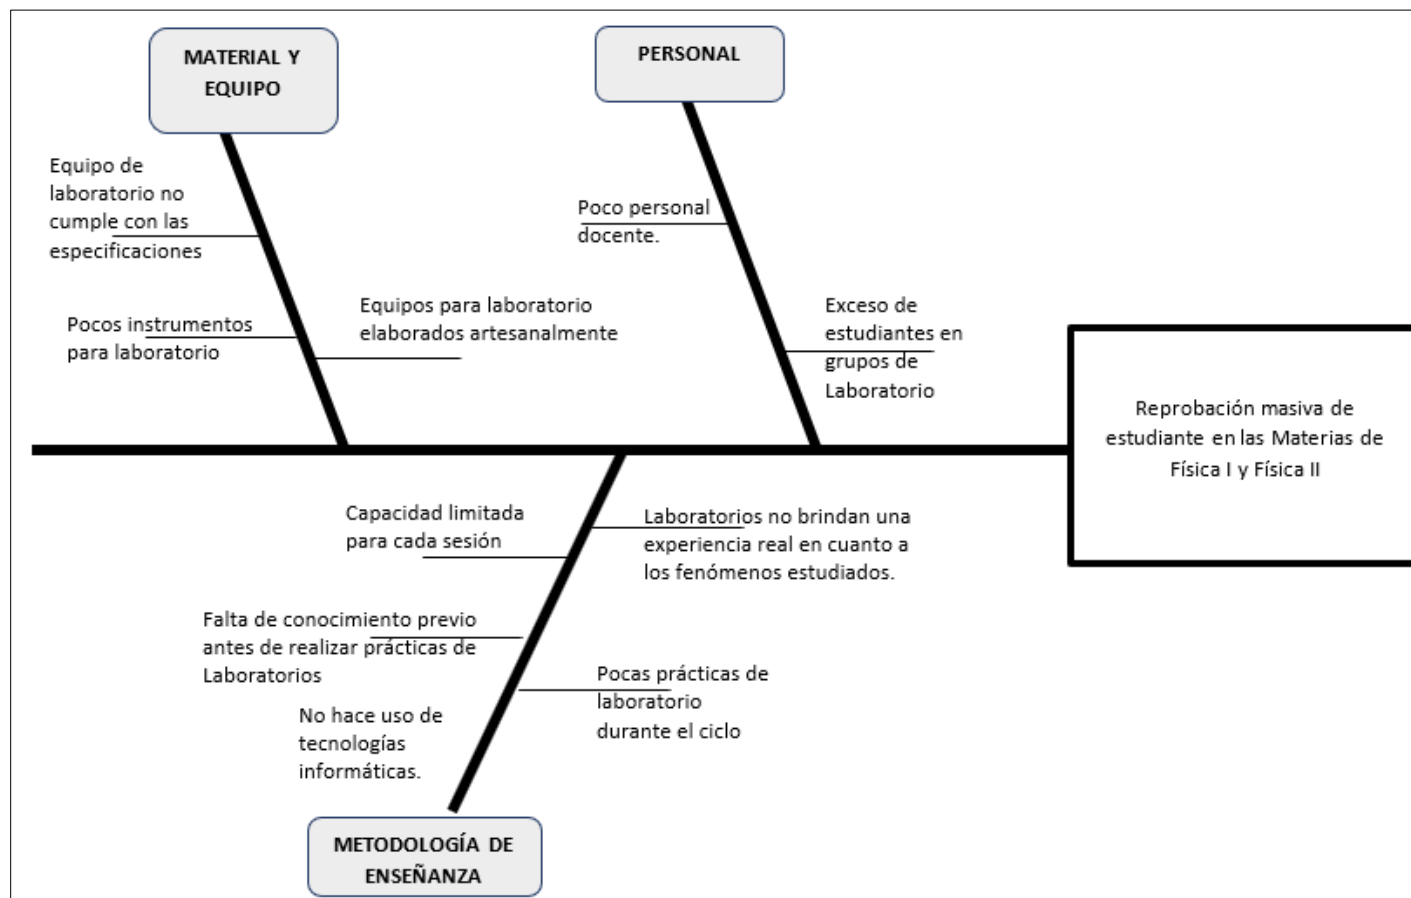 MATERIAL Y
EQUIPO
PERSONAL
Equipo de
laboratorio no
cumple con las
especificaciones
Pocos instrumentos
para laboratorio
Equipos para laboratorio
elaborados artesanalmente
Poco personal
docente.
Exceso de
estudiantes en
grupos de
Laboratorio
Reprobación masiva de
estudiante en las Materias de
Física I y Física II
Capacidad limitada
para cada sesión
Laboratorios no brindan una
experiencia real en cuanto a
los fenómenos estudiados.
Falta de conocimiento previo
antes de realizar prácticas de
Laboratorios
Pocas prácticas de
laboratorio
durante el ciclo
No hace uso de
tecnologías
informáticas.
METODOLOGÍA DE
ENSEÑANZA